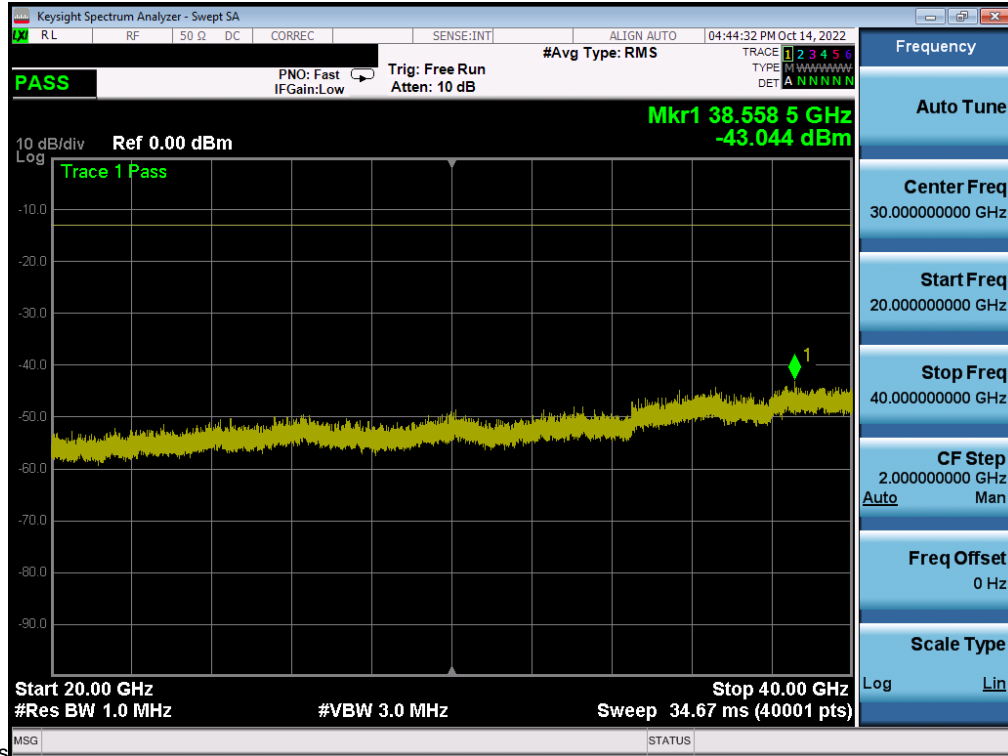 Keysight Spectrum Analyzer - Swept SA
LXI RL RF 50 Ω DC CORREC SENSE:INT ALIGN AUTO 04:44:32 PM Oct 14, 2022
PASS
PNO: Fast
IFGain:Low
Trig: Free Run
Atten: 10 dB
#Avg Type: RMS
TRACE 1 2 3 4 5 6
TYPE M WWWWW
DET A N N N N N
Mkr1 38.558 5 GHz
-43.044 dBm
10 dB/div Ref 0.00 dBm
Log
Trace 1 Pass
-10.0
-20.0
-30.0
-40.0
1
-50.0
-60.0
-70.0
-80.0
-90.0
Start 20.00 GHz Stop 40.00 GHz
#Res BW 1.0 MHz #VBW 3.0 MHz Sweep 34.67 ms (40001 pts)
MSG STATUS
s
Frequency
Auto Tune
Center Freq
30.000000000 GHz
Start Freq
20.000000000 GHz
Stop Freq
40.000000000 GHz
CF Step
2.000000000 GHz
Auto Man
Freq Offset
0 Hz
Scale Type
Log Lin